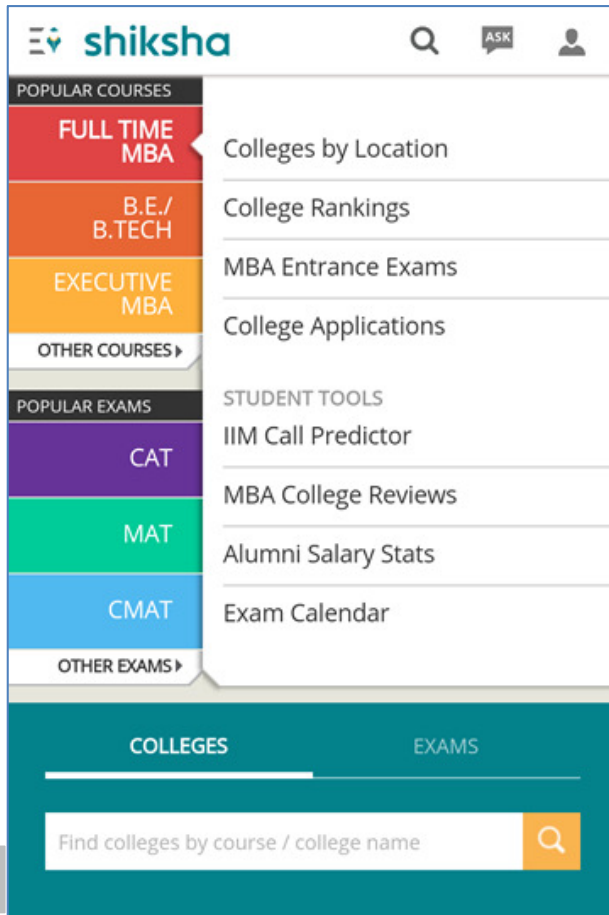 shiksha
ASK
POPULAR COURSES
FULL TIME
MBA
B.E./
B.TECH
EXECUTIVE
MBA
OTHER COURSES
Colleges by Location
College Rankings
MBA Entrance Exams
College Applications
POPULAR EXAMS
CAT
MAT
CMAT
OTHER EXAMS
STUDENT TOOLS
IIM Call Predictor
MBA College Reviews
Alumni Salary Stats
Exam Calendar
COLLEGES
EXAMS
Find colleges by course / college name